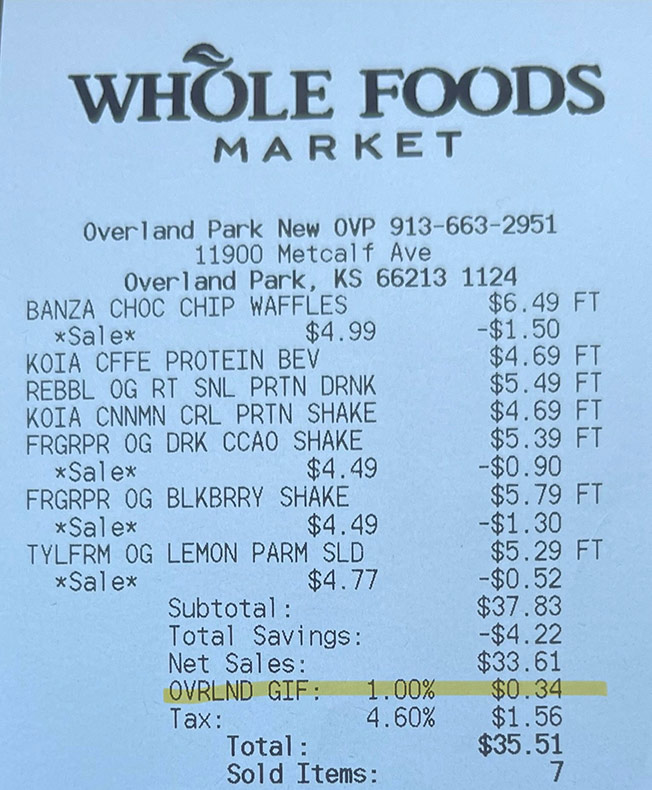 WHOLE FOODS
MARKET
Overland Park New OVP 913-663-2951
11900 Metcalf Ave
Overland Park, KS 66213 1124
BANZA CHOC CHIP WAFFLES $6.49 FT
*Sale* $4.99 -$1.50
KOIA CFFE PROTEIN BEV $4.69 FT
REBBL OG RT SNL PRTN DRNK $5.49 FT
KOIA CNNMN CRL PRTN SHAKE $4.69 FT
FRGRPR OG DRK CCAO SHAKE $5.39 FT
*Sale* $4.49 -$0.90
FRGRPR OG BLKBRRY SHAKE $5.79 FT
*Sale* $4.49 -$1.30
TYLFRM OG LEMON PARM SLD $5.29 FT
*Sale* $4.77 -$0.52
Subtotal: $37.83
Total Savings: -$4.22
Net Sales: $33.61
OVRLND GIF: 1.00% $0.34
Tax: 4.60% $1.56
Total: $35.51
Sold Items: 7